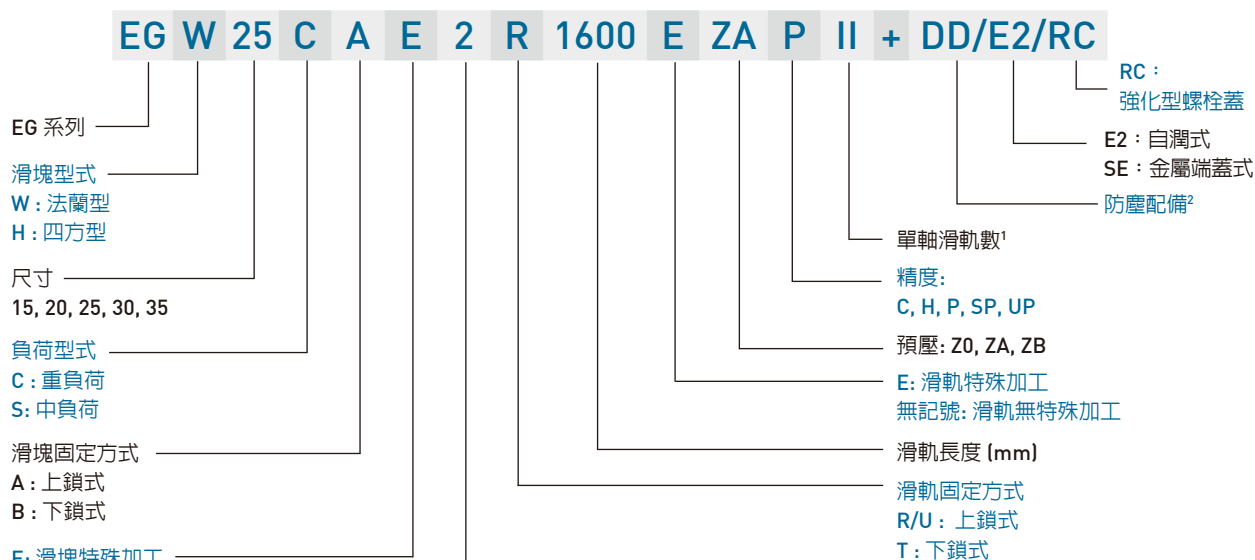 EG W 25 C A E 2 R 1600 E ZA P II + DD/E2/RC
EG 系列
滑塊型式
W : 法蘭型
H : 四方型
尺寸
15, 20, 25, 30, 35
負荷型式
C : 重負荷
S: 中負荷
滑塊固定方式
A : 上鎖式
B : 下鎖式
E: 滑塊特殊加工
RC :
強化型螺栓蓋
E2 : 自潤式
SE : 金屬端蓋式
防塵配備²
單軸滑軌數¹
精度:
C, H, P, SP, UP
預壓: Z0, ZA, ZB
E: 滑軌特殊加工
無記號: 滑軌無特殊加工
滑軌長度 (mm)
滑軌固定方式
R/U : 上鎖式
T : 下鎖式